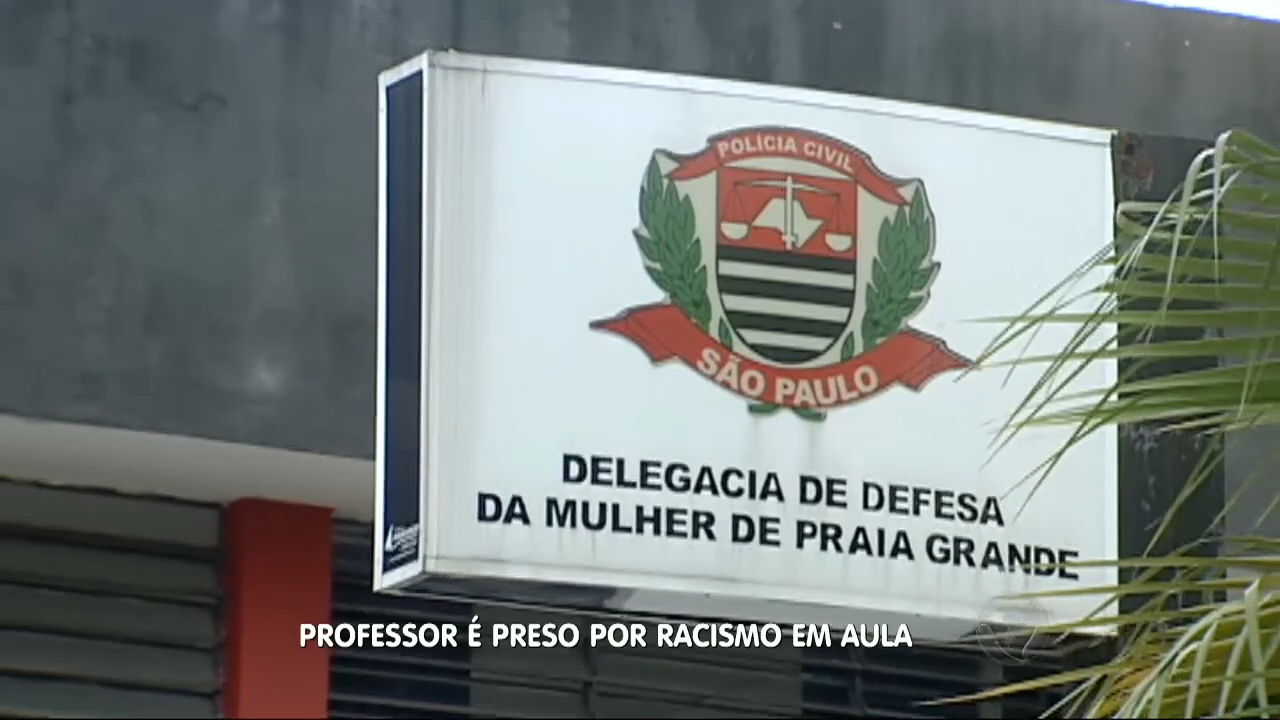 POLÍCIA CIVIL
SÃO PAULO
DELEGACIA DE DEFESA
DA MULHER DE PRAIA GRANDE
PROFESSOR É PRESO POR RACISMO EM AULA